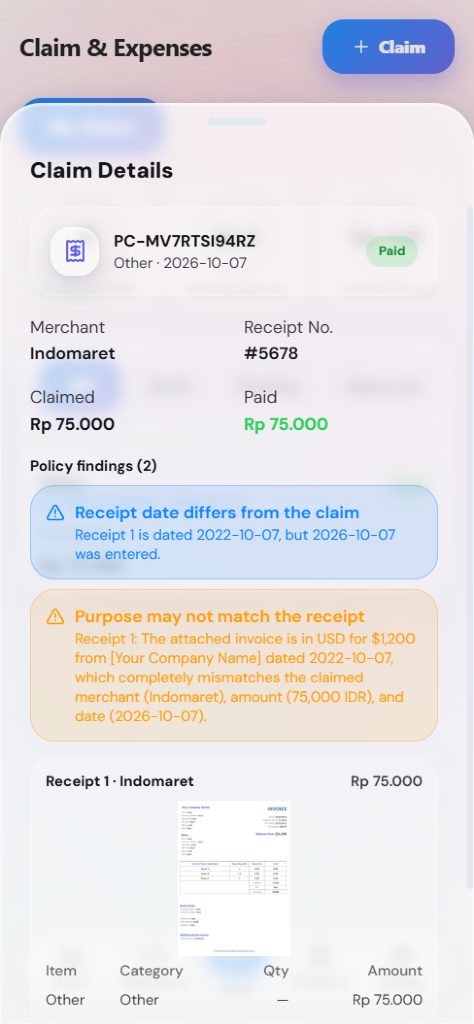 Claim & Expenses
+ Claim
Claim Details
PC-MV7RTSI94RZ
Other · 2026-10-07
Paid
Merchant
Receipt No.
Indomaret
#5678
Claimed
Paid
Rp 75.000
Rp 75.000
Policy findings (2)
Receipt date differs from the claim
Receipt 1 is dated 2022-10-07, but 2026-10-07
was entered.
Purpose may not match the receipt
Receipt 1: The attached invoice is in USD for $1,200
from [Your Company Name] dated 2022-10-07,
which completely mismatches the claimed
merchant (Indomaret), amount (75,000 IDR), and
date (2026-10-07).
Receipt 1 · Indomaret
Rp 75.000
INVOICE
Item Category Qty Amount
Other Other — Rp 75.000